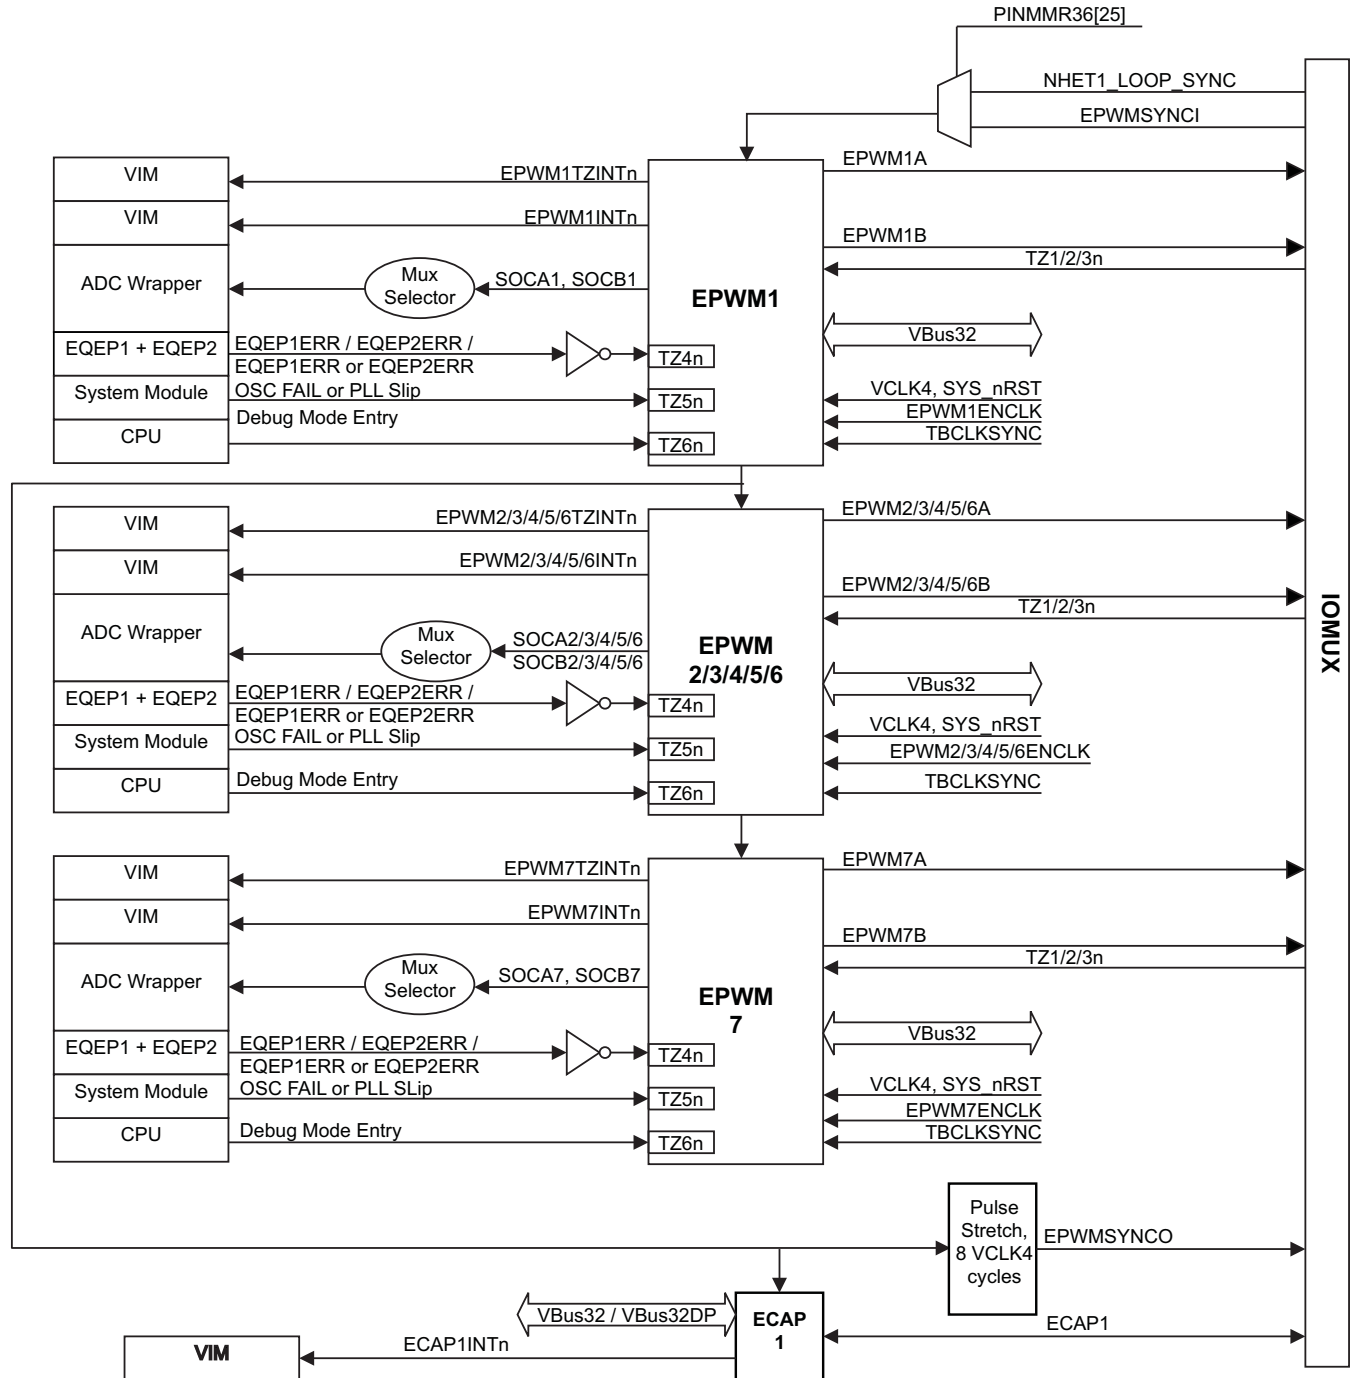 PINMMR36[25]
NHET1_LOOP_SYNC
EPWMSYNCI
VIM
EPWM1TZINTn
EPWM1A
VIM
EPWM1INTn
EPWM1B
TZ1/2/3n
ADC Wrapper
Mux
Selector
SOCA1, SOCB1
EPWM1
VBus32
EQEP1 + EQEP2
EQEP1ERR / EQEP2ERR /
EQEP1ERR or EQEP2ERR
TZ4n
System Module
OSC FAIL or PLL Slip
TZ5n
VCLK4, SYS_nRST
EPWM1ENCLK
TBCLKSYNC
CPU
Debug Mode Entry
TZ6n
VIM
EPWM2/3/4/5/6TZINTn
EPWM2/3/4/5/6A
VIM
EPWM2/3/4/5/6INTn
EPWM2/3/4/5/6B
TZ1/2/3n
IOMUX
ADC Wrapper
Mux
Selector
SOCA2/3/4/5/6
SOCB2/3/4/5/6
EPWM
2/3/4/5/6
VBus32
EQEP1 + EQEP2
EQEP1ERR / EQEP2ERR /
EQEP1ERR or EQEP2ERR
TZ4n
System Module
OSC FAIL or PLL Slip
TZ5n
VCLK4, SYS_nRST
EPWM2/3/4/5/6ENCLK
TBCLKSYNC
CPU
Debug Mode Entry
TZ6n
VIM
EPWM7TZINTn
EPWM7A
VIM
EPWM7INTn
EPWM7B
TZ1/2/3n
ADC Wrapper
Mux
Selector
SOCA7, SOCB7
EPWM
7
VBus32
EQEP1 + EQEP2
EQEP1ERR / EQEP2ERR /
EQEP1ERR or EQEP2ERR
TZ4n
System Module
OSC FAIL or PLL SLip
TZ5n
VCLK4, SYS_nRST
EPWM7ENCLK
TBCLKSYNC
CPU
Debug Mode Entry
TZ6n
Pulse
Stretch,
8 VCLK4
cycles
EPWMSYNCO
VBus32 / VBus32DP
ECAP
1
ECAP1
VIM
ECAP1INTn